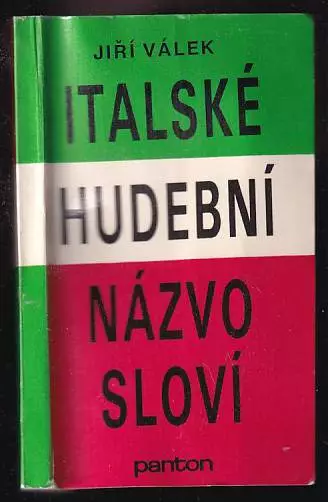 JIŘÍ VÁLEK
ITALSKÉ
HUDEBNÍ
NÁZVO
SLOVÍ
panton